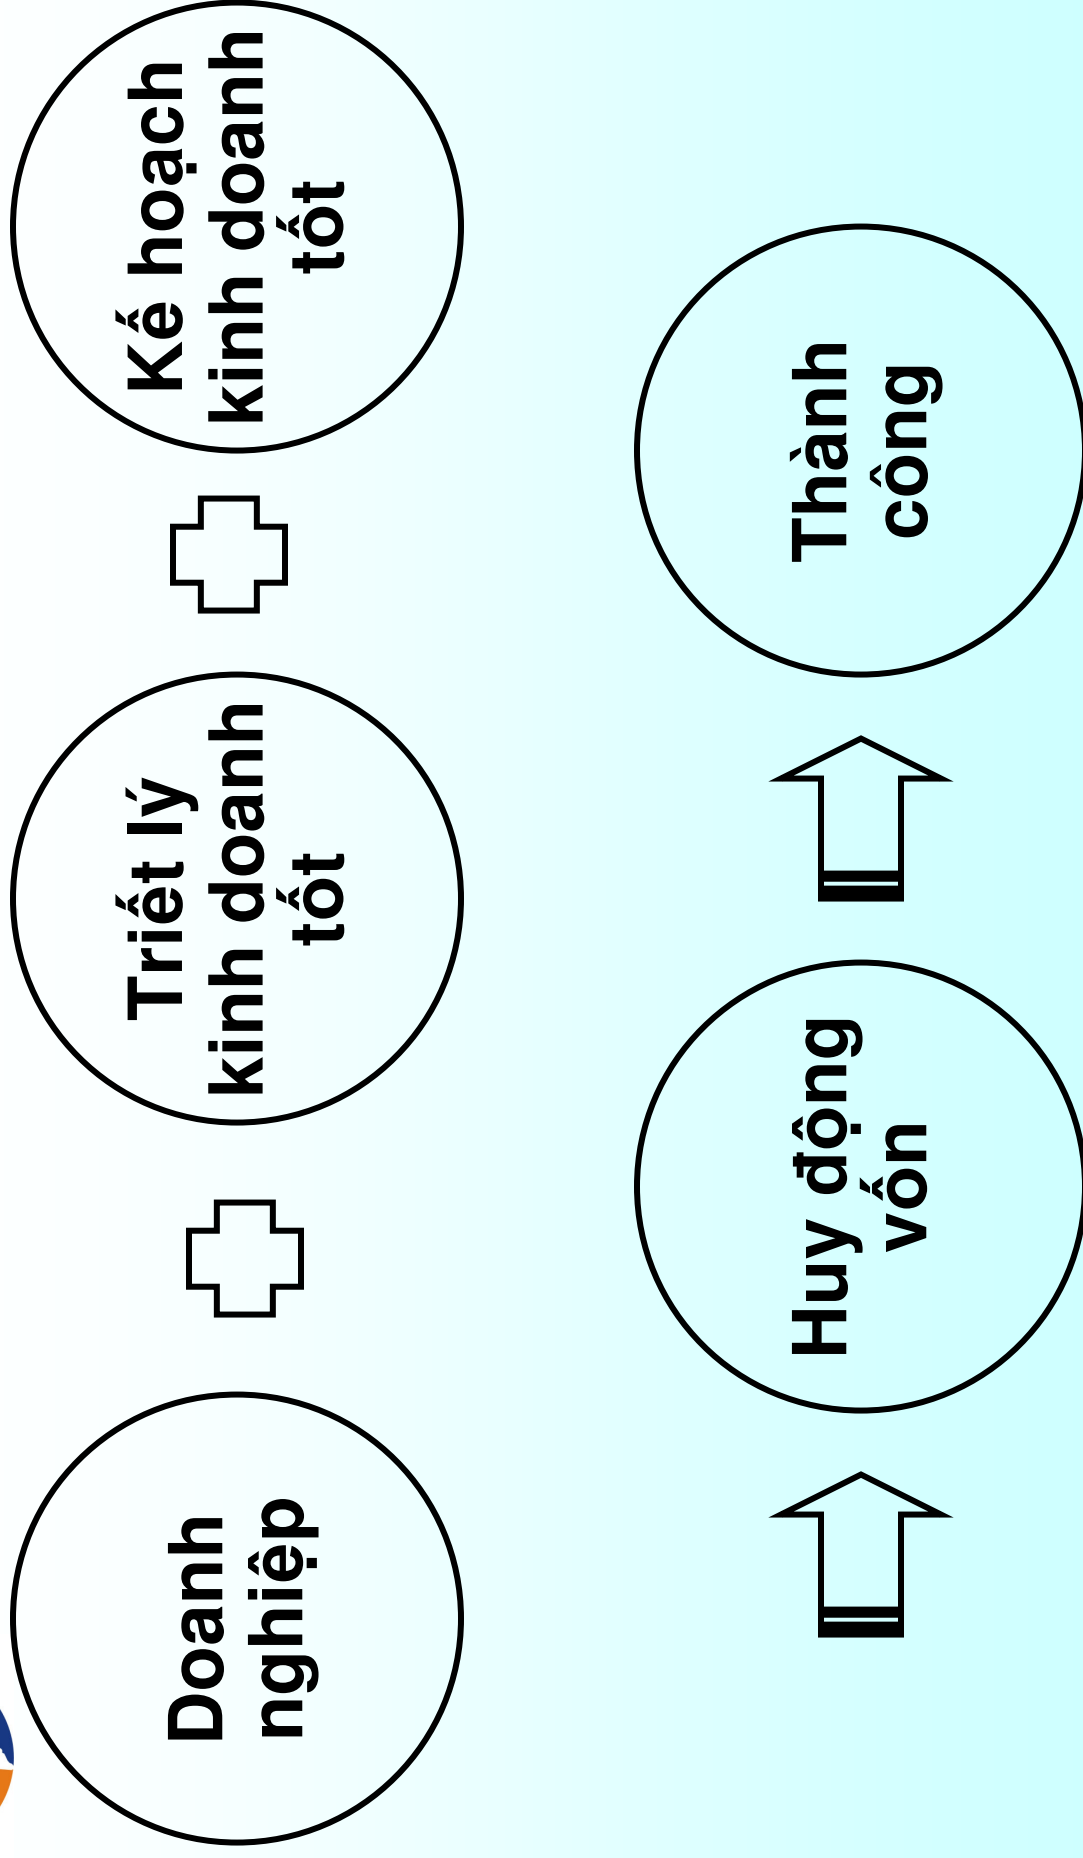 Doanh
nghiệp
Triết lý
kinh doanh
tốt
Kế hoạch
kinh doanh
tốt
Huy động
vốn
Thành
công